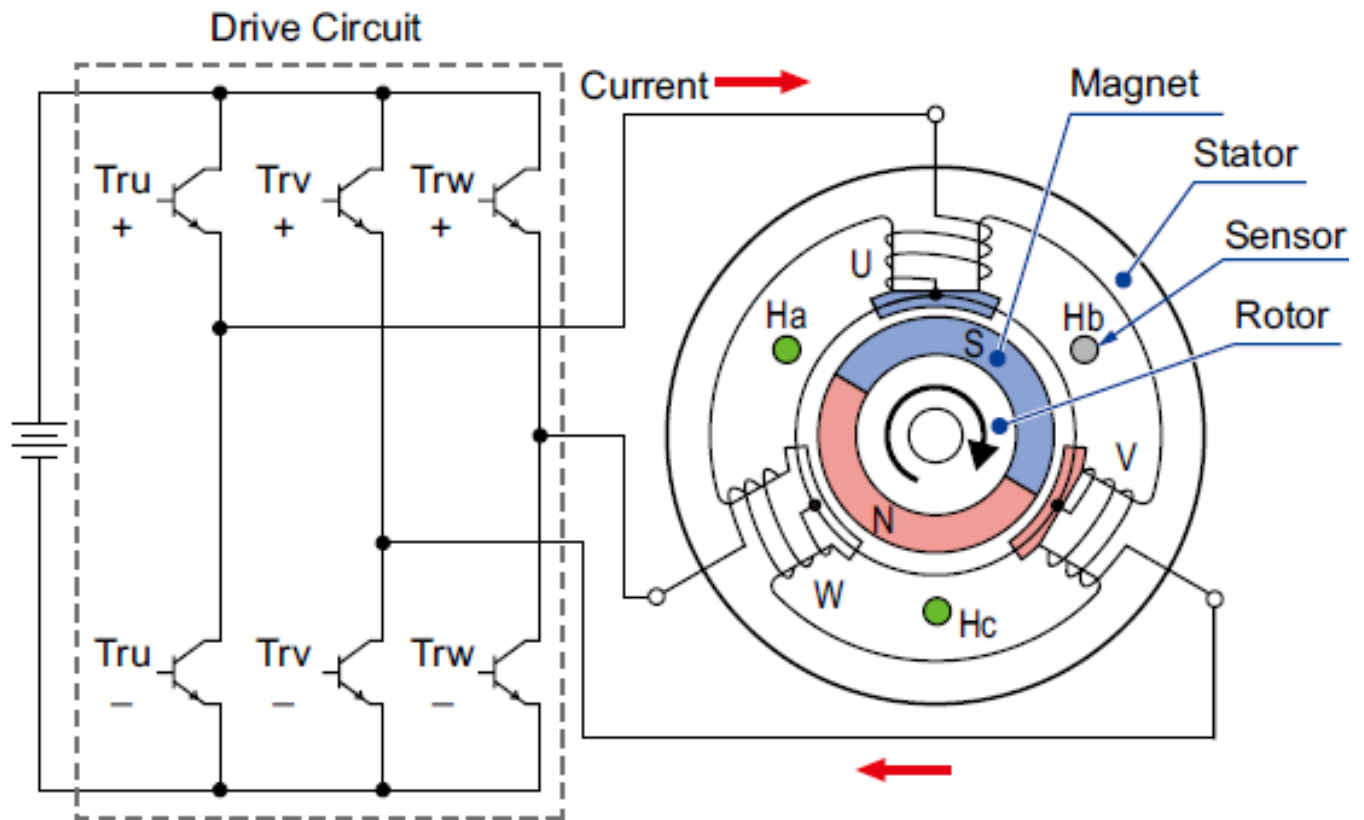 Drive Circuit
Current
Magnet
Stator
Sensor
Rotor
Tru
+
Trv
+
Trw
+
U
Ha
Hb
S
V
N
W
Hc
Tru
–
Trv
–
Trw
–